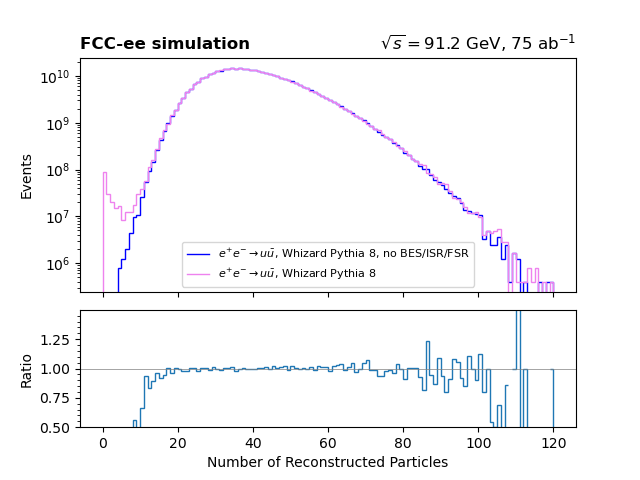 FCC-ee simulation
√s = 91.2 GeV, 75 ab⁻¹
10¹⁰
10⁹
10⁸
10⁷
10⁶
Events
e⁺e⁻ → uū, Whizard Pythia 8, no BES/ISR/FSR
e⁺e⁻ → uū, Whizard Pythia 8
1.25
1.00
0.75
0.50
Ratio
0 20 40 60 80 100 120
Number of Reconstructed Particles